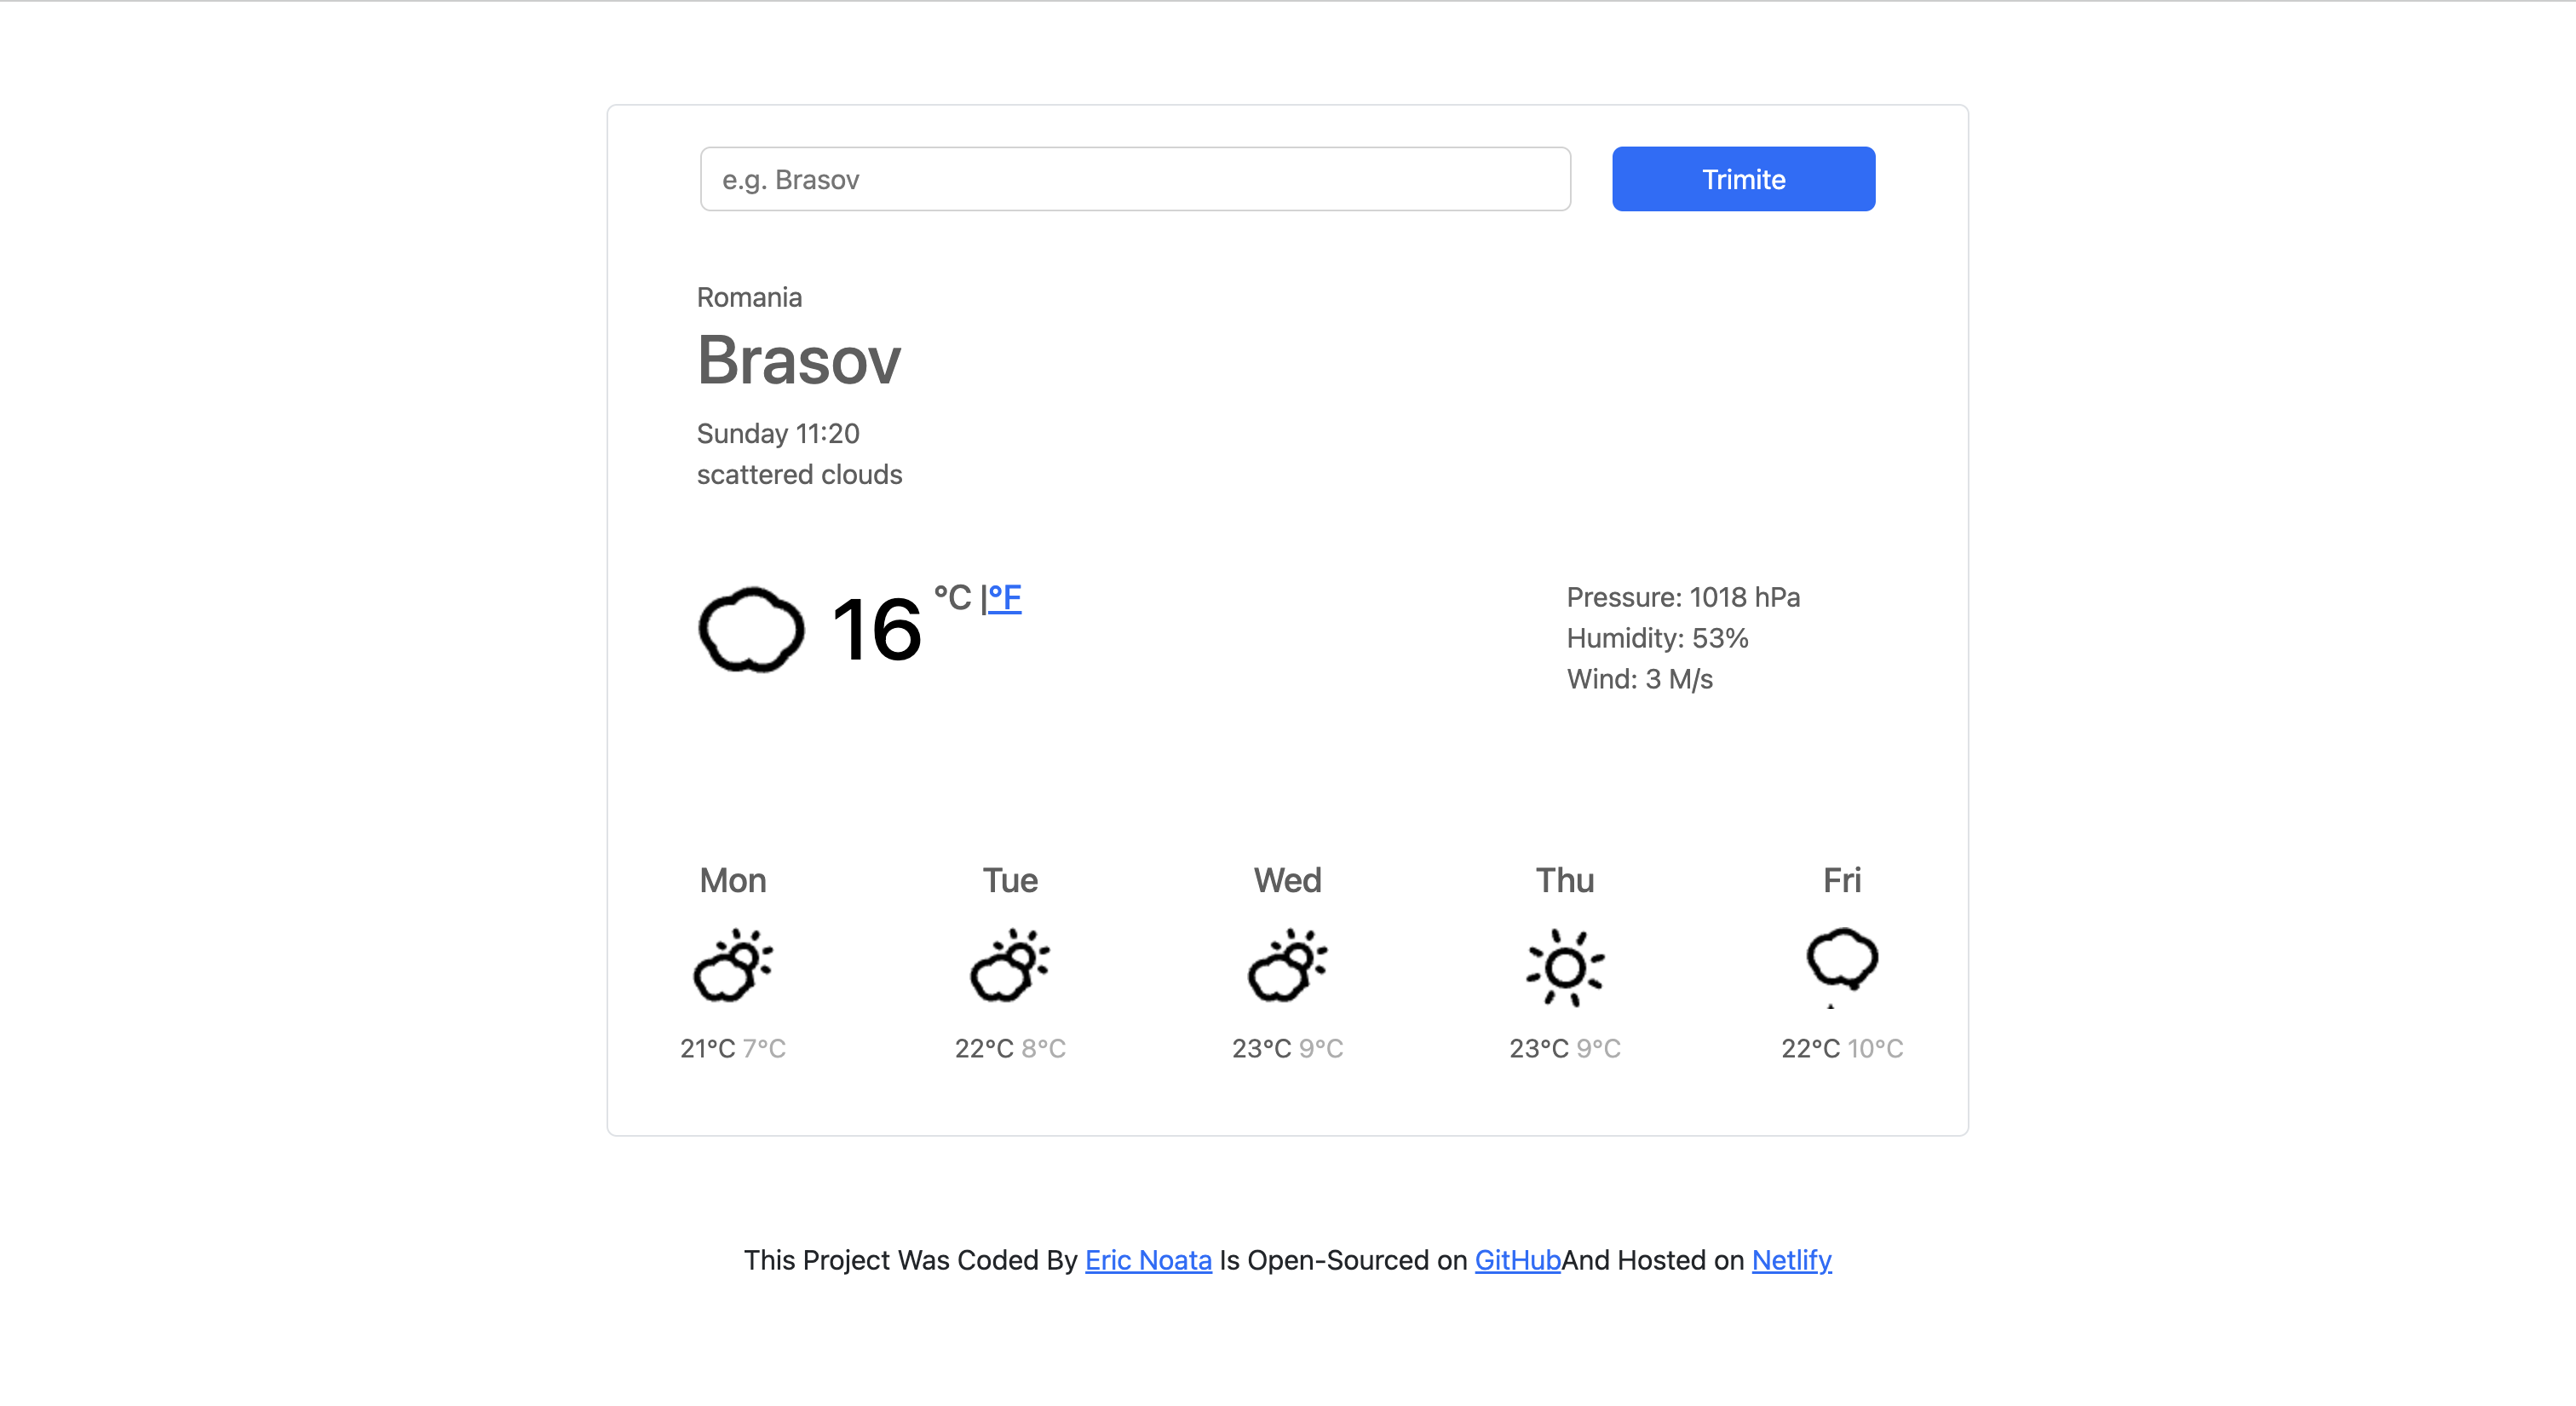 e.g. Brasov
Trimite
Romania
Brasov
Sunday 11:20
scattered clouds
16 °C |°F
Pressure: 1018 hPa
Humidity: 53%
Wind: 3 M/s
Mon Tue Wed Thu Fri
21°C 7°C 22°C 8°C 23°C 9°C 23°C 9°C 22°C 10°C
This Project Was Coded By Eric Noata Is Open-Sourced on GitHubAnd Hosted on Netlify